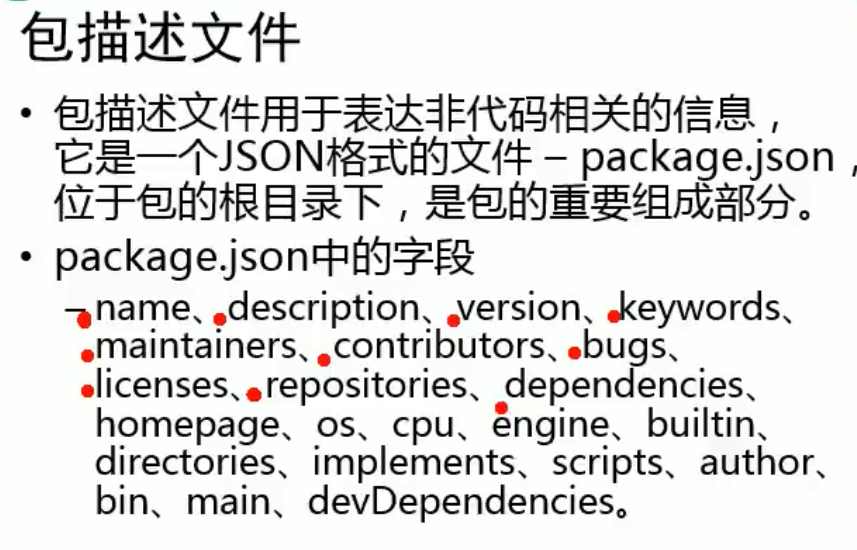 包描述文件
• 包描述文件用于表达非代码相关的信息，
它是一个JSON格式的文件 – package.json，
位于包的根目录下，是包的重要组成部分。
• package.json中的字段
– name、description、version、keywords、
maintainers、contributors、bugs、
licenses、repositories、dependencies、
homepage、os、cpu、engine、builtin、
directories、implements、scripts、author、
bin、main、devDependencies。